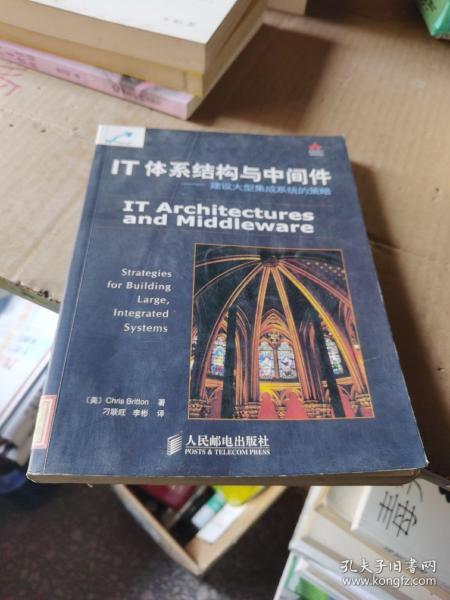 IT 体系结构与中间件
—— 建设大型集成系统的策略
IT Architectures
and Middleware
Strategies
for Building
Large,
Integrated
Systems
〔美〕Chris Britton 著
刁联旺 李彬 译
人民邮电出版社
POSTS & TELECOM PRESS
孔夫子旧书网
www.kongfz.com